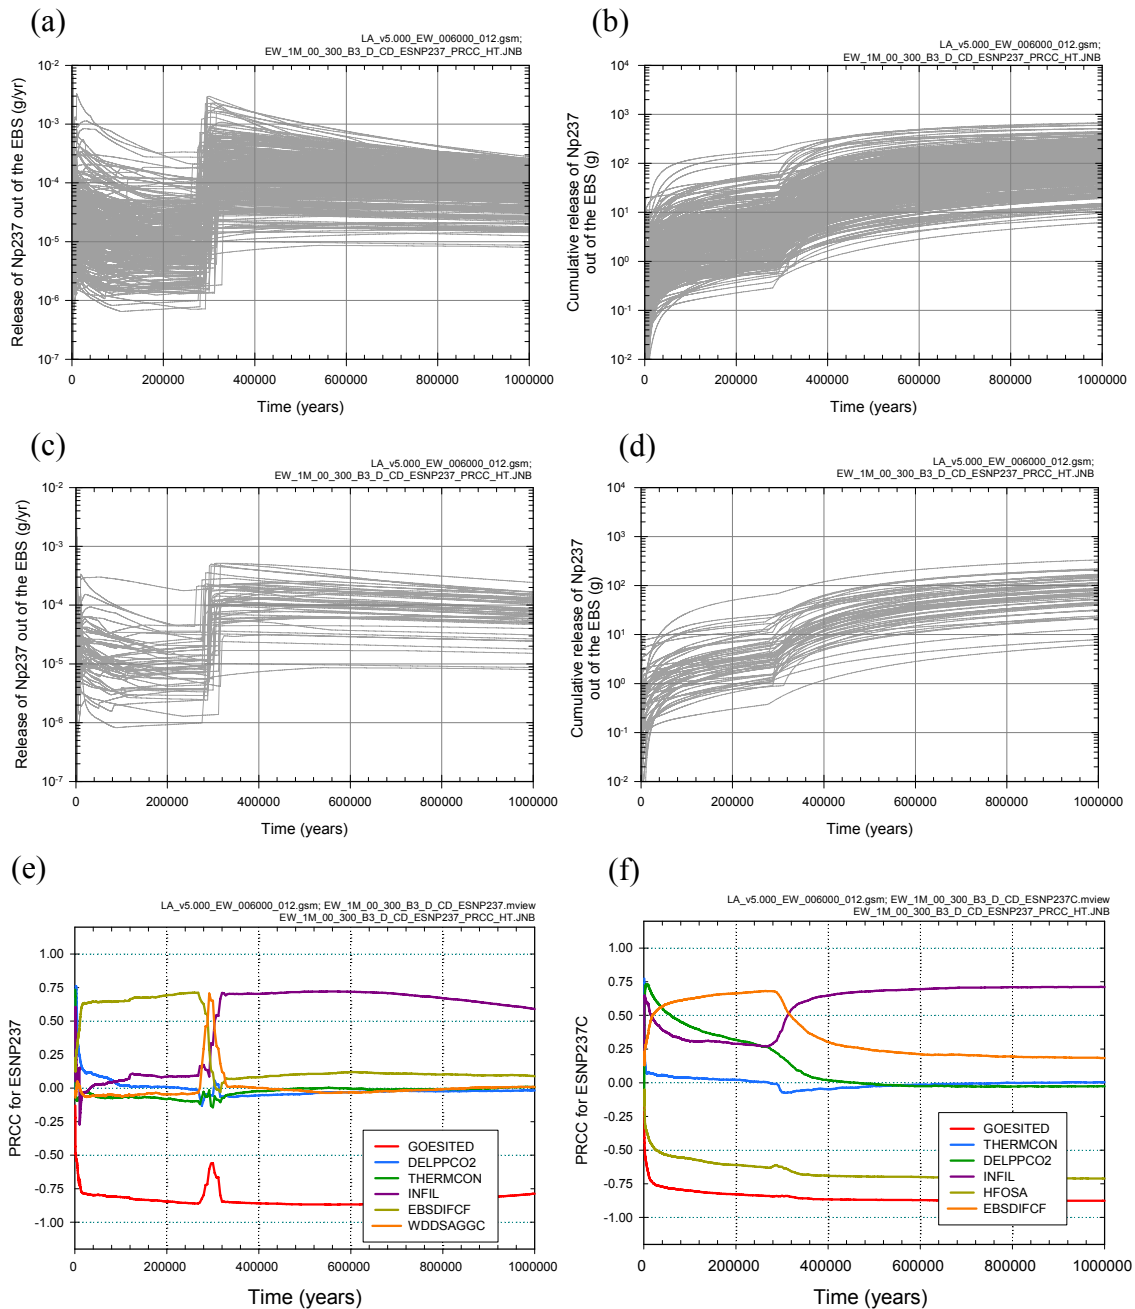 (a)
LA_v5.000_EW_006000_012.gsm;
EW_1M_00_300_B3_D_CD_ESNP237_PRCC_HT.JNB
Release of Np237 out of the EBS (g/yr)
10-2
10-3
10-4
10-5
10-6
10-7
0 200000 400000 600000 800000 1000000
Time (years)
(b)
LA_v5.000_EW_006000_012.gsm;
EW_1M_00_300_B3_D_CD_ESNP237_PRCC_HT.JNB
Cumulative release of Np237
out of the EBS (g)
104
103
102
101
100
10-1
10-2
0 200000 400000 600000 800000 1000000
Time (years)
(c)
LA_v5.000_EW_006000_012.gsm;
EW_1M_00_300_B3_D_CD_ESNP237_PRCC_HT.JNB
Release of Np237 out of the EBS (g/yr)
10-2
10-3
10-4
10-5
10-6
10-7
0 200000 400000 600000 800000 1000000
Time (years)
(d)
LA_v5.000_EW_006000_012.gsm;
EW_1M_00_300_B3_D_CD_ESNP237_PRCC_HT.JNB
Cumulative release of Np237
out of the EBS (g)
104
103
102
101
100
10-1
10-2
0 200000 400000 600000 800000 1000000
Time (years)
(e)
LA_v5.000_EW_006000_012.gsm; EW_1M_00_300_B3_D_CD_ESNP237.mview
EW_1M_00_300_B3_D_CD_ESNP237_PRCC_HT.JNB
PRCC for ESNP237
1.00
0.75
0.50
0.25
0.00
-0.25
-0.50
-0.75
-1.00
GOESITED
DELPPCO2
THERMCON
INFIL
EBSDIFCF
WDDSAGGC
0 200000 400000 600000 800000 1000000
Time (years)
(f)
LA_v5.000_EW_006000_012.gsm; EW_1M_00_300_B3_D_CD_ESNP237C.mview
EW_1M_00_300_B3_D_CD_ESNP237_PRCC_HT.JNB
PRCC for ESNP237C
1.00
0.75
0.50
0.25
0.00
-0.25
-0.50
-0.75
-1.00
GOESITED
THERMCON
DELPPCO2
INFIL
HFOSA
EBSDIFCF
0 200000 400000 600000 800000 1000000
Time (years)